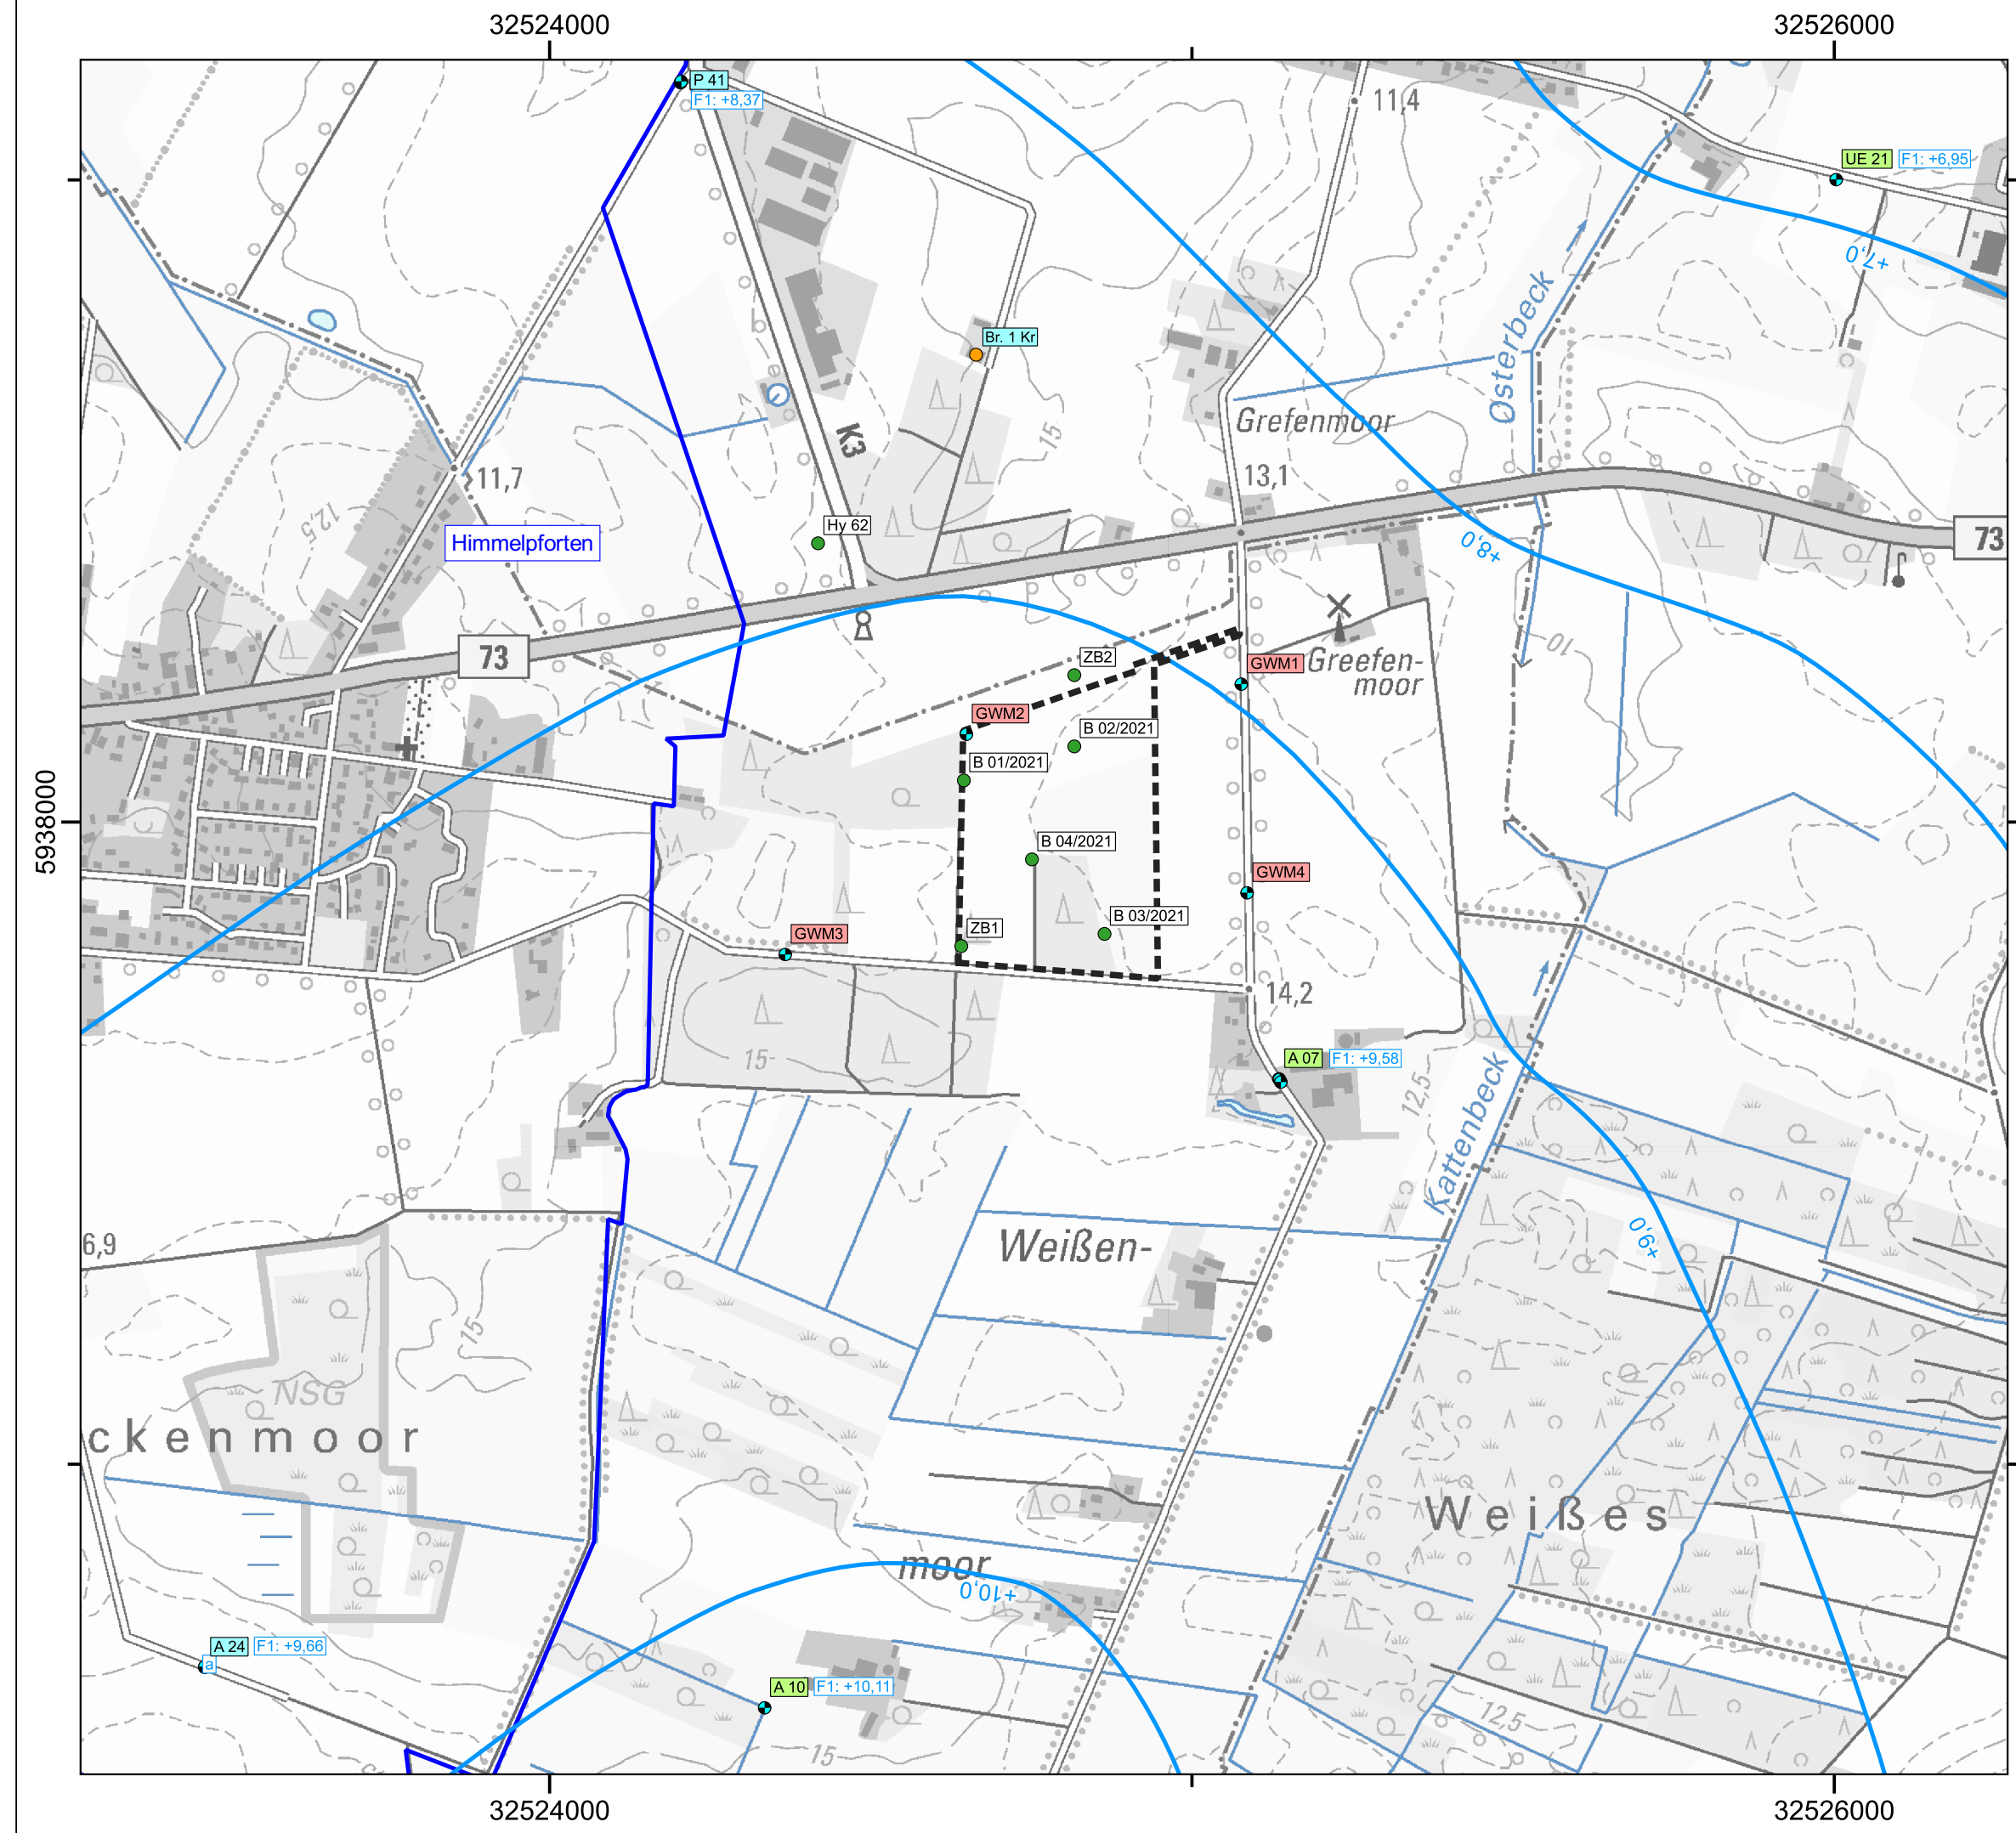 32524000
32526000
P 41
F1: +8,37
11,4
UE 21
F1: +6,95
+7,0
Osterbeck
Br. 1 Kr
Grefenmoor
K3
15
13,1
11,7
12,5
Himmelpforten
Hy 62
+8,0
73
73
10
ZB2
GWM1
Greefen-
moor
GWM2
B 02/2021
B 01/2021
5938000
B 04/2021
GWM4
B 03/2021
ZB1
GWM3
14,2
15
A 07
F1: +9,58
12,5
Kattenbeck
6,9
Weißen-
+9,0
15
NSG
ckenmoor
Weißes
moor
+10,0
A 24
F1: +9,66
a
A 10
F1: +10,11
12,5
15
32524000
32526000